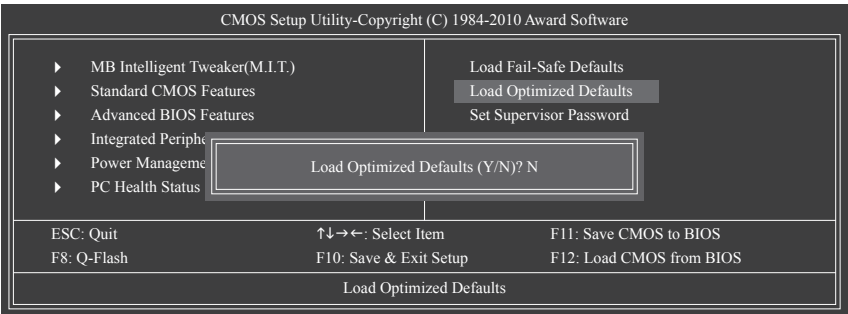 CMOS Setup Utility-Copyright (C) 1984-2010 Award Software
MB Intelligent Tweaker(M.I.T.)
Standard CMOS Features
Advanced BIOS Features
Integrated Periphe
Power Manageme
PC Health Status
Load Fail-Safe Defaults
Load Optimized Defaults
Set Supervisor Password
Load Optimized Defaults (Y/N)? N
ESC: Quit ↑↓→←: Select Item F11: Save CMOS to BIOS
F8: Q-Flash F10: Save & Exit Setup F12: Load CMOS from BIOS
Load Optimized Defaults